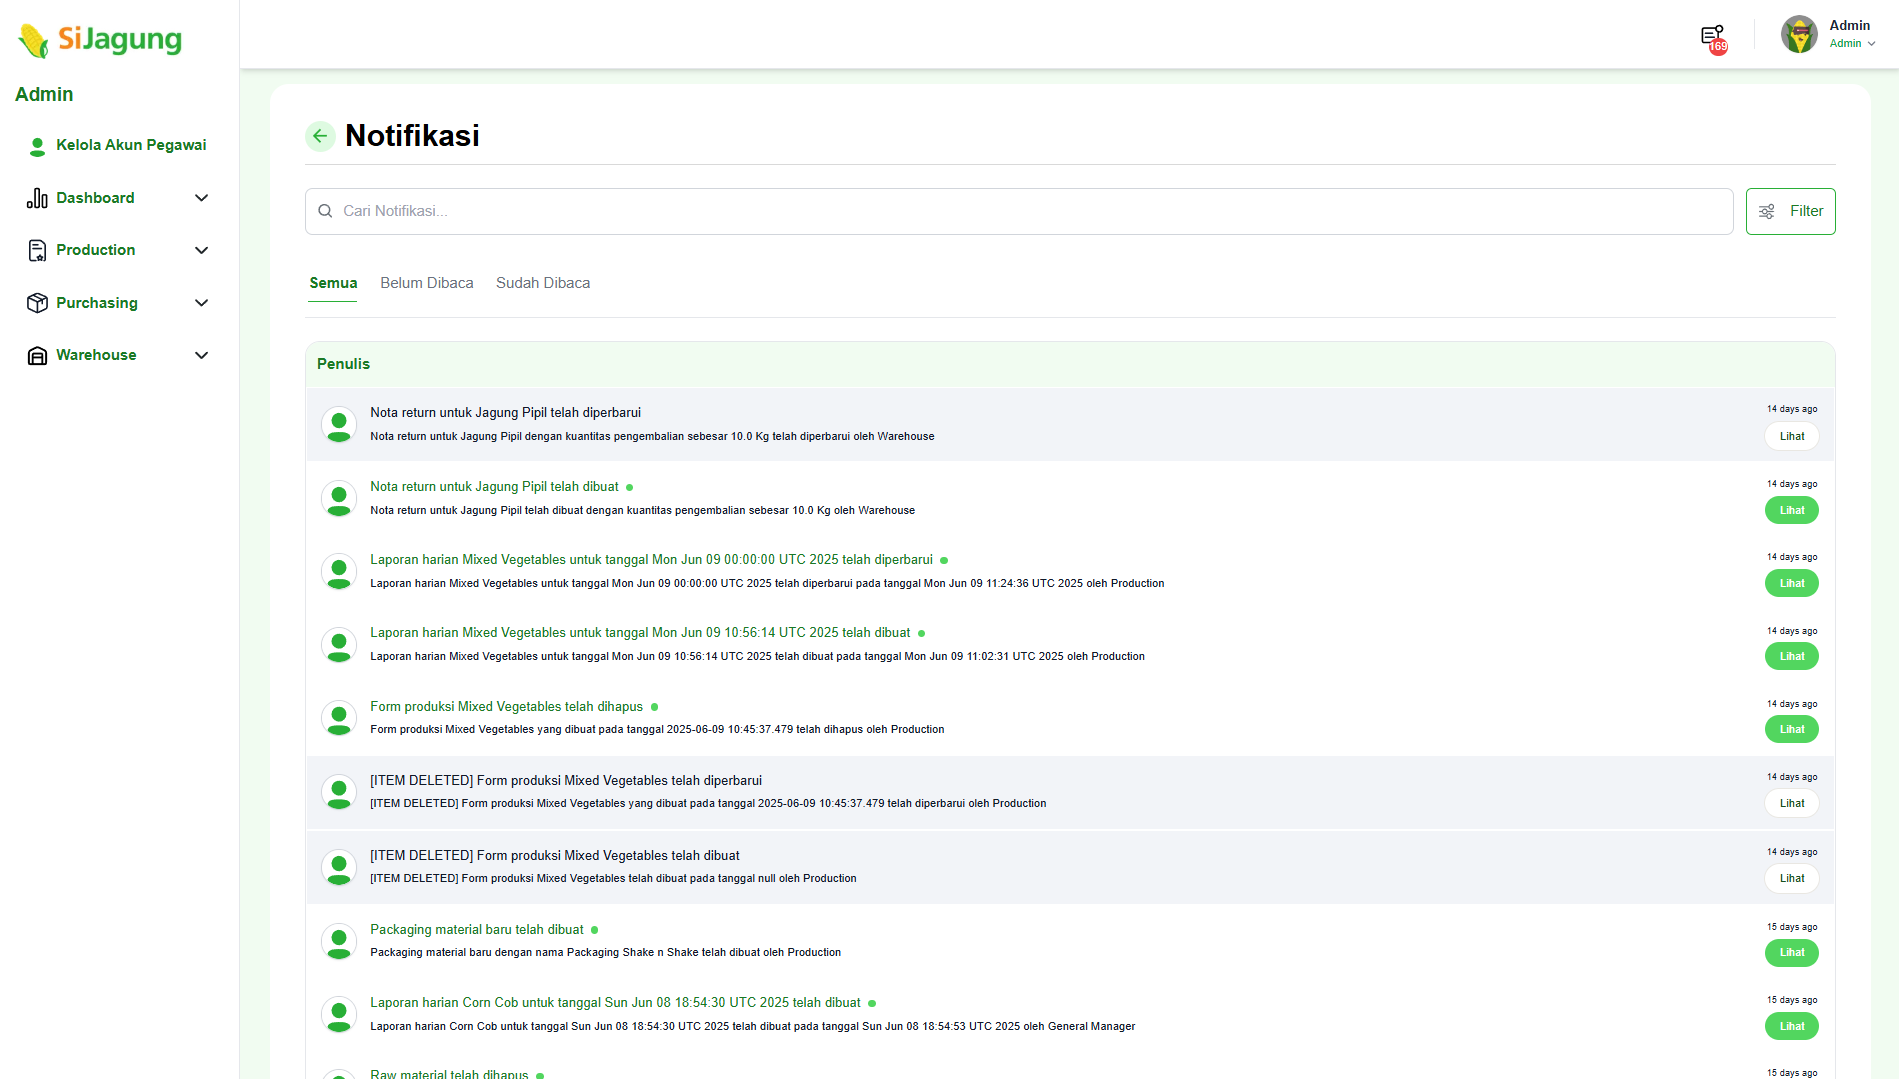 SiJagung
169
Admin
Admin
Admin
Kelola Akun Pegawai
Dashboard
Production
Purchasing
Warehouse
Notifikasi
Cari Notifikasi...
Filter
Semua
Belum Dibaca
Sudah Dibaca
Penulis
Nota return untuk Jagung Pipil telah diperbarui
Nota return untuk Jagung Pipil dengan kuantitas pengembalian sebesar 10.0 Kg telah diperbarui oleh Warehouse
14 days ago
Lihat
Nota return untuk Jagung Pipil telah dibuat
Nota return untuk Jagung Pipil telah dibuat dengan kuantitas pengembalian sebesar 10.0 Kg oleh Warehouse
14 days ago
Lihat
Laporan harian Mixed Vegetables untuk tanggal Mon Jun 09 00:00:00 UTC 2025 telah diperbarui
Laporan harian Mixed Vegetables untuk tanggal Mon Jun 09 00:00:00 UTC 2025 telah diperbarui pada tanggal Mon Jun 09 11:24:36 UTC 2025 oleh Production
14 days ago
Lihat
Laporan harian Mixed Vegetables untuk tanggal Mon Jun 09 10:56:14 UTC 2025 telah dibuat
Laporan harian Mixed Vegetables untuk tanggal Mon Jun 09 10:56:14 UTC 2025 telah dibuat pada tanggal Mon Jun 09 11:02:31 UTC 2025 oleh Production
14 days ago
Lihat
Form produksi Mixed Vegetables telah dihapus
Form produksi Mixed Vegetables yang dibuat pada tanggal 2025-06-09 10:45:37.479 telah dihapus oleh Production
14 days ago
Lihat
[ITEM DELETED] Form produksi Mixed Vegetables telah diperbarui
[ITEM DELETED] Form produksi Mixed Vegetables yang dibuat pada tanggal 2025-06-09 10:45:37.479 telah diperbarui oleh Production
14 days ago
Lihat
[ITEM DELETED] Form produksi Mixed Vegetables telah dibuat
[ITEM DELETED] Form produksi Mixed Vegetables telah dibuat pada tanggal null oleh Production
14 days ago
Lihat
Packaging material baru telah dibuat
Packaging material baru dengan nama Packaging Shake n Shake telah dibuat oleh Production
15 days ago
Lihat
Laporan harian Corn Cob untuk tanggal Sun Jun 08 18:54:30 UTC 2025 telah dibuat
Laporan harian Corn Cob untuk tanggal Sun Jun 08 18:54:30 UTC 2025 telah dibuat pada tanggal Sun Jun 08 18:54:53 UTC 2025 oleh General Manager
15 days ago
Lihat
Raw material telah dihapus
15 days ago